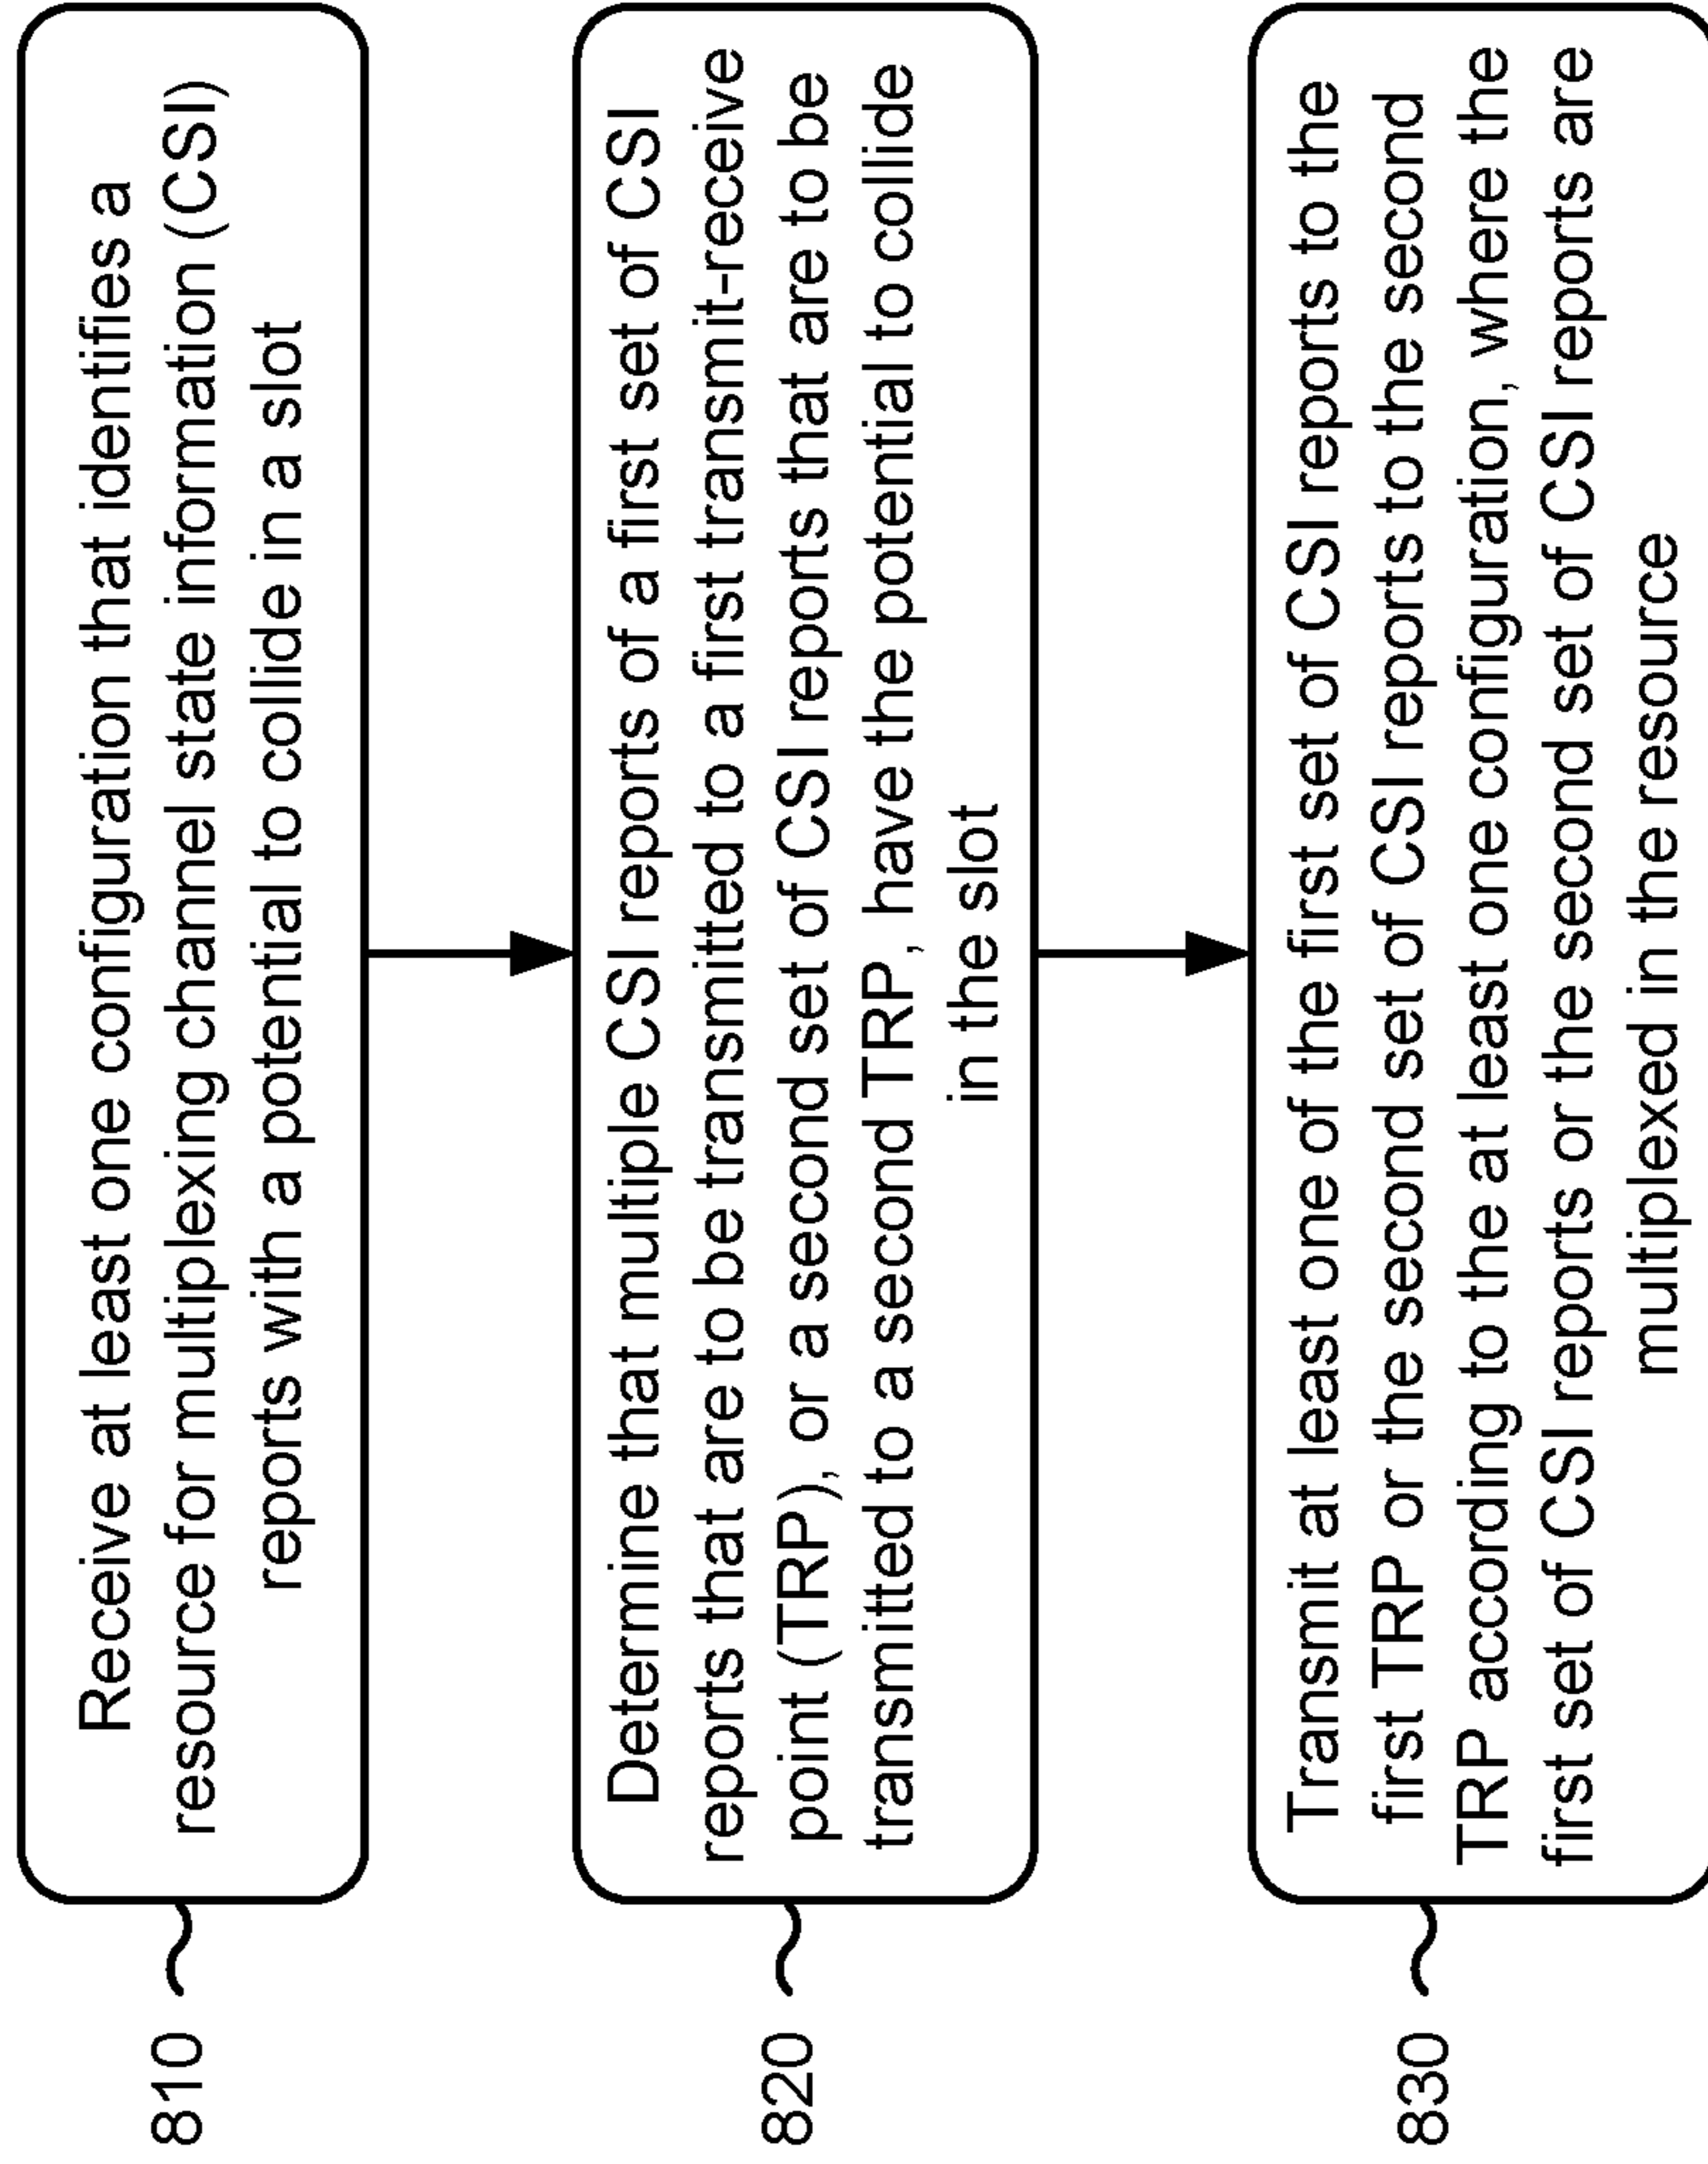 810
Receive at least one configuration that identifies a
resource for multiplexing channel state information (CSI)
reports with a potential to collide in a slot
820
Determine that multiple CSI reports of a first set of CSI
reports that are to be transmitted to a first transmit-receive
point (TRP), or a second set of CSI reports that are to be
transmitted to a second TRP, have the potential to collide
in the slot
830
Transmit at least one of the first set of CSI reports to the
first TRP or the second set of CSI reports to the second
TRP according to the at least one configuration, where the
first set of CSI reports or the second set of CSI reports are
multiplexed in the resource